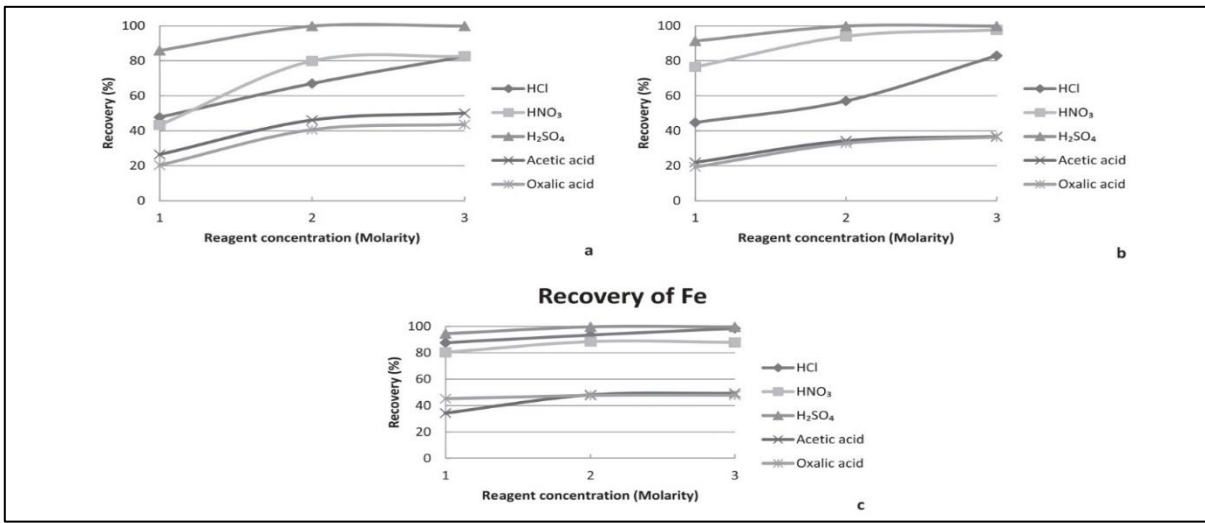 100
80
60
40
20
0
Recovery (%)
1 2 3
Reagent concentration (Molarity)
HCl
HNO₃
H₂SO₄
Acetic acid
Oxalic acid
a
100
80
60
40
20
0
Recovery (%)
1 2 3
Reagent concentration (Molarity)
HCl
HNO₃
H₂SO₄
Acetic acid
Oxalic acid
b
Recovery of Fe
100
80
60
40
20
0
Recovery (%)
1 2 3
Reagent concentration (Molarity)
HCl
HNO₃
H₂SO₄
Acetic acid
Oxalic acid
c